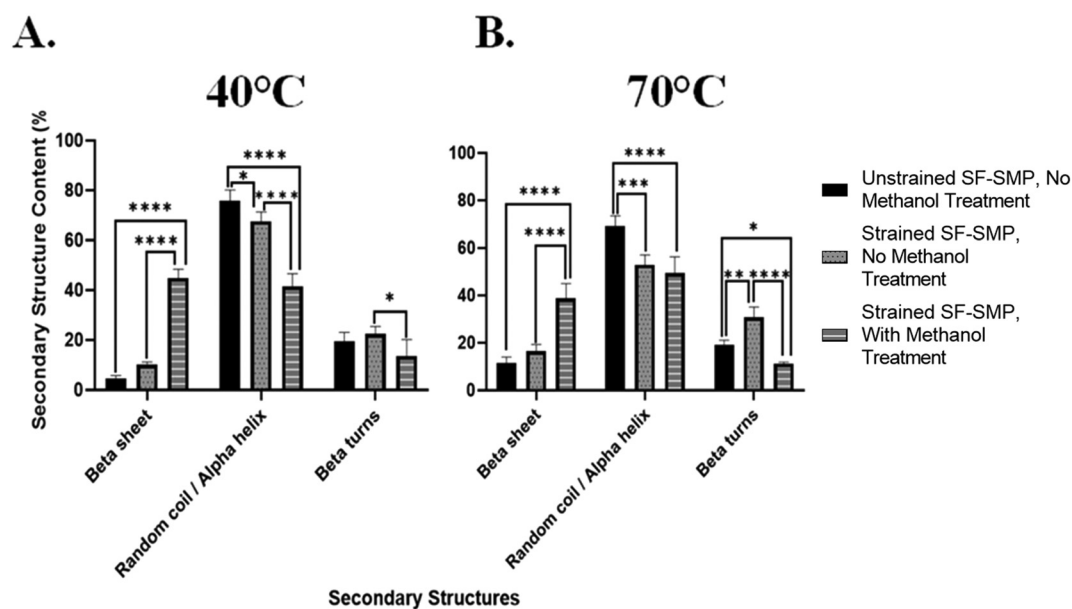 A.
B.
40°C
70°C
Secondary Structure Content (%
100
80
60
40
20
0
****
****
****
*
****
*
Beta sheet
Random coil / Alpha helix
Beta turns
100
80
60
40
20
0
****
****
****
***
*
** ****
Beta sheet
Random coil / Alpha helix
Beta turns
Unstrained SF-SMP, No
Methanol Treatment
Strained SF-SMP,
No Methanol
Treatment
Strained SF-SMP,
With Methanol
Treatment
Secondary Structures